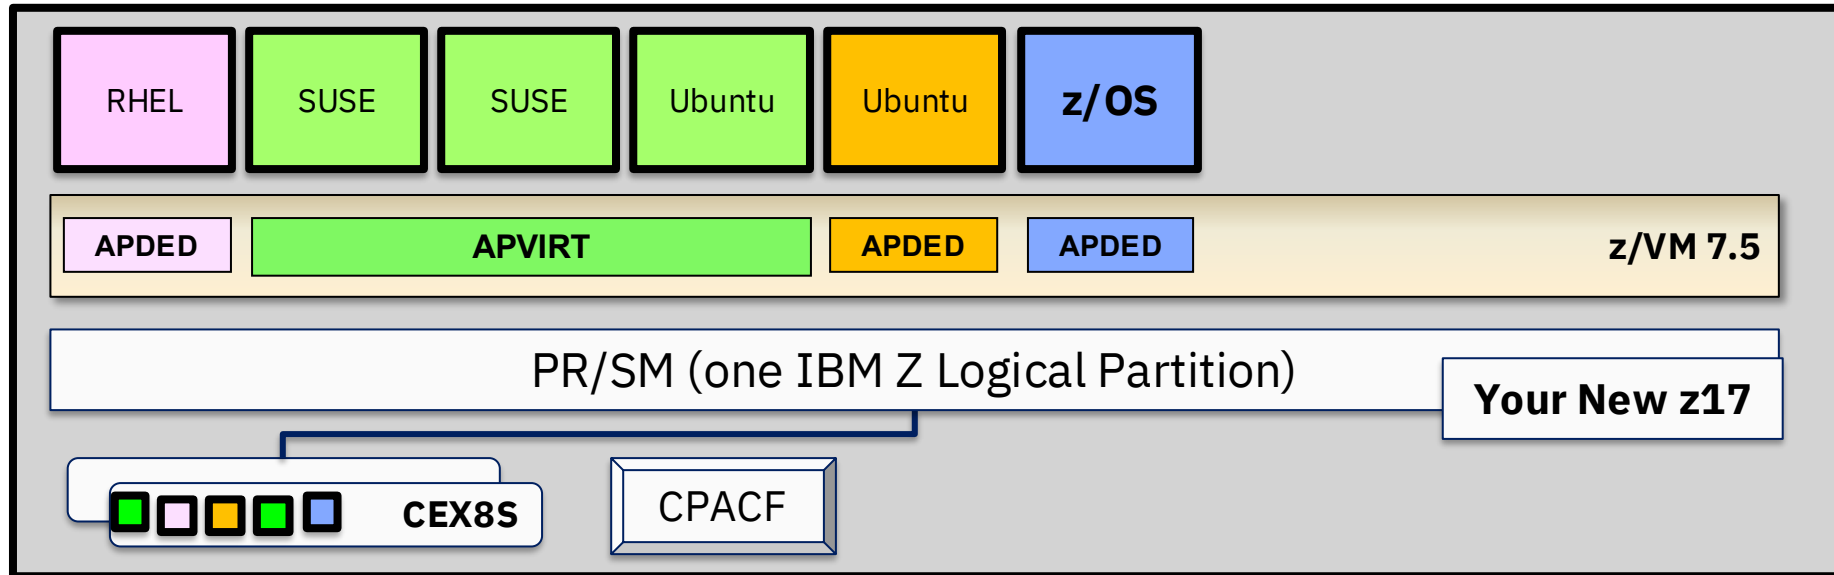 RHEL
SUSE
SUSE
Ubuntu
Ubuntu
z/OS
APDED
APVIRT
APDED
APDED
z/VM 7.5
PR/SM (one IBM Z Logical Partition)
Your New z17
CEX8S
CPACF